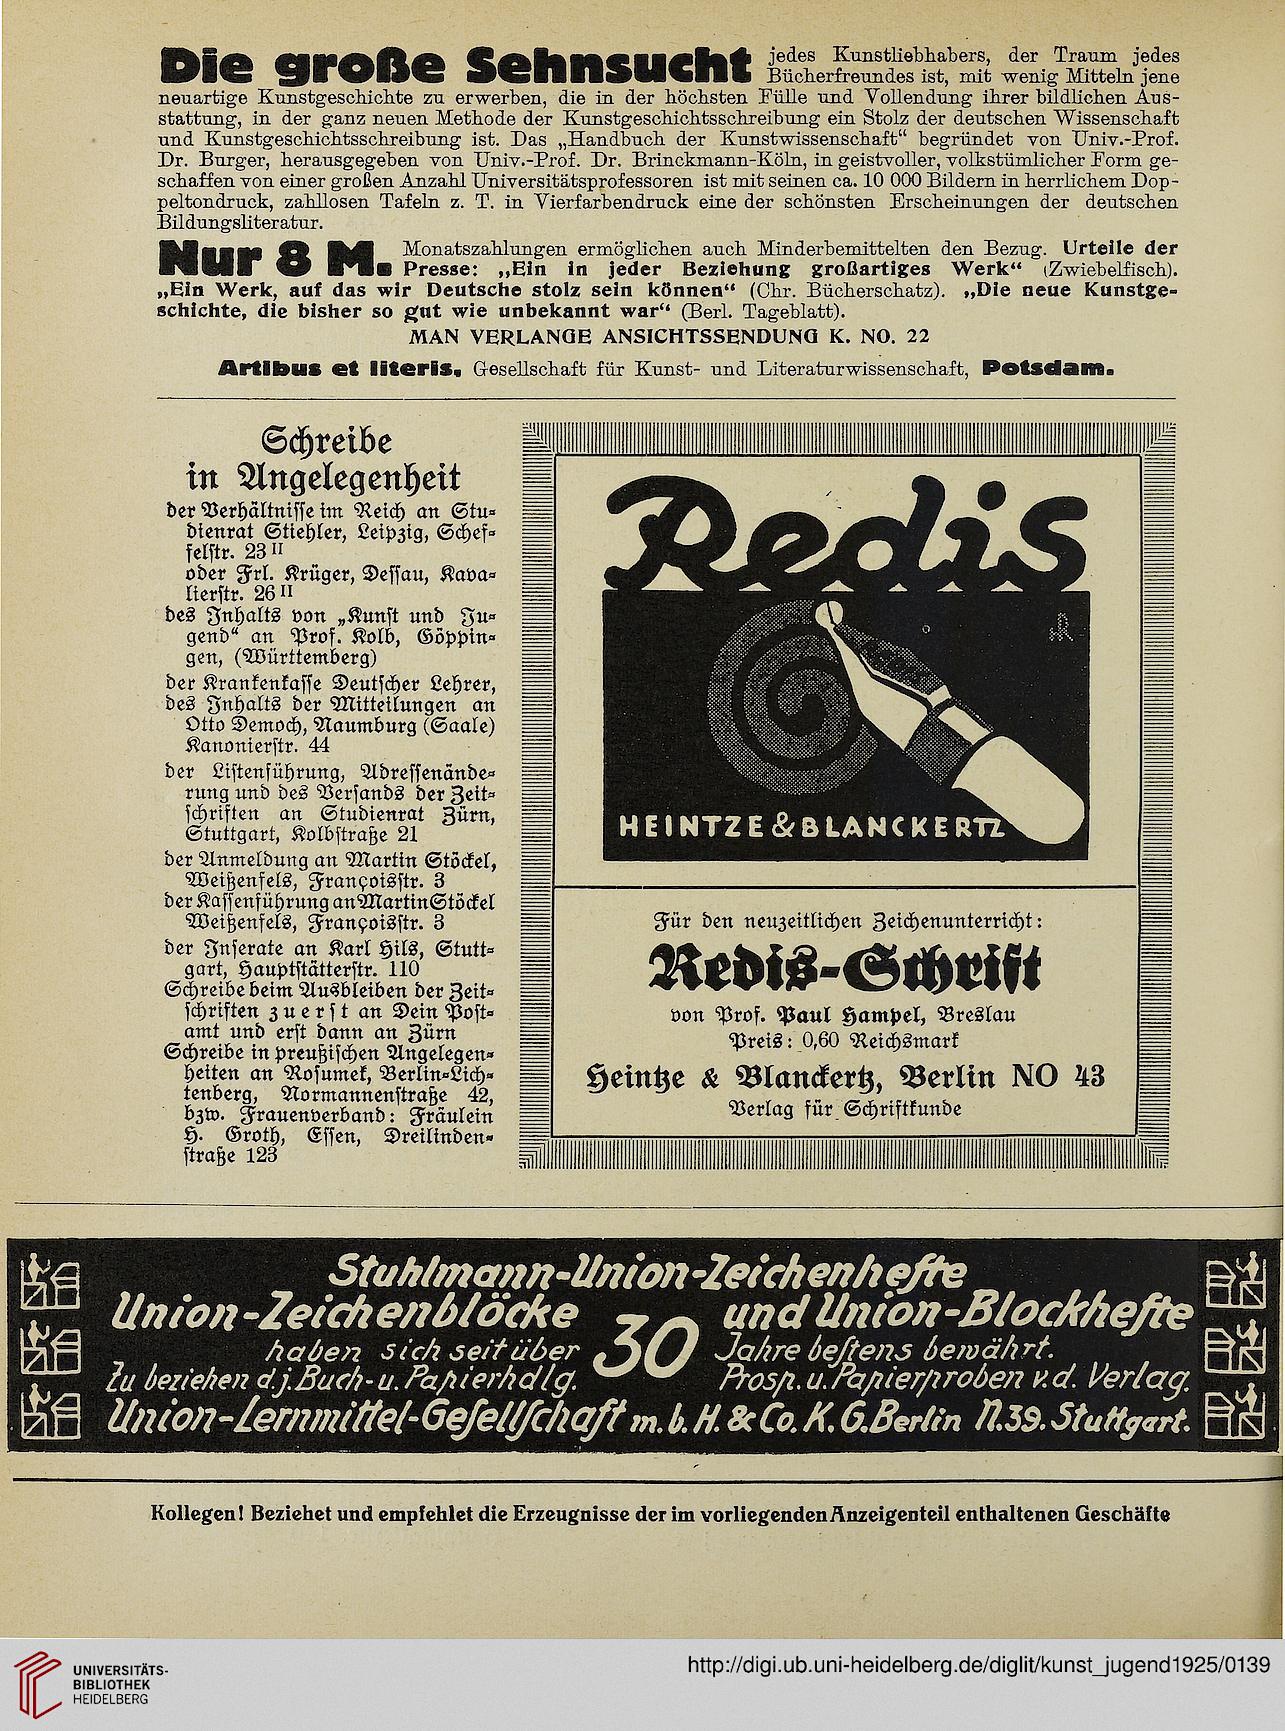 Die große Sehnsucht jedes Kunstliebhabers, der Traum jedes
Bücherfreundes ist, mit wenig Mitteln jene
neuartige Kunstgeschichte zu erwerben, die in der höchsten Fülle und Vollendung ihrer bildlichen Aus-
stattung, in der ganz neuen Methode der Kunstgeschichtsschreibung ein Stolz der deutschen Wissenschaft
und Kunstgeschichtsschreibung ist. Das „Handbuch der Kunstwissenschaft“ begründet von Univ.-Prof.
Dr. Burger, herausgegeben von Univ.-Prof. Dr. Brinckmann-Köln, in geistvoller, volkstümlicher Form ge-
schaffen von einer großen Anzahl Universitätsprofessoren ist mit seinen ca. 10 000 Bildern in herrlichem Dop-
peltondruck, zahllosen Tafeln z. T. in Vierfarbendruck eine der schönsten Erscheinungen der deutschen
Bildungsliteratur.
Nur 8 M. Monatszahlungen ermöglichen auch Minderbemittelten den Bezug. Urteile der
Presse: „Ein in jeder Beziehung großartiges Werk“ (Zwiebelfisch).
„Ein Werk, auf das wir Deutsche stolz sein können“ (Chr. Bücherschatz). „Die neue Kunstge-
schichte, die bisher so gut wie unbekannt war“ (Berl. Tageblatt).
MAN VERLANGE ANSICHTSSENDUNG K. NO. 22
Artibus et literis, Gesellschaft für Kunst- und Literaturwissenschaft, Potsdam.
Schreibe
in Angelegenheit
der Verhältnisse im Reich an Stu-
dienrat Stiehler, Leipzig, Schef-
felstr. 23 II
oder Frl. Krüger, Dessau, Kava-
lierstr. 26 II
des Inhalts von „Kunst und Ju-
gend“ an Prof. Kolb, Göppin-
gen, (Württemberg)
der Krankenkasse Deutscher Lehrer,
des Inhalts der Mitteilungen an
Otto Democh, Naumburg (Saale)
Kanonierstr. 44
der Listenführung, Adressenände-
rung und des Versands der Zeit-
schriften an Studienrat Zürn,
Stuttgart, Kolbstraße 21
der Anmeldung an Martin Stöckel,
Weißenfels, Françoisstr. 3
der Kassenführung an Martin Stöckel
Weißenfels, Françoisstr. 3
der Inserate an Karl Hils, Stutt-
gart, Hauptstätterstr. 110
Schreibe beim Ausbleiben der Zeit-
schriften zuerst an Dein Post-
amt und erst dann an Zürn
Schreibe in preußischen Angelegen-
heiten an Rosumek, Berlin-Lich-
tenberg, Normannenstraße 42,
bzw. Frauenverband: Fräulein
H. Groth, Essen, Dreilinden-
straße 123
Redis
HEINTZE & BLANCKERTZ
Für den neuzeitlichen Zeichenunterricht:
Redis-Schrift
von Prof. Paul Hampel, Breslau
Preis: 0,60 Reichsmark
Heintze & Blanckertz, Berlin NO 43
Verlag für Schriftkunde
Stuhlmann-Union-Zeichenhefte
Union-Zeichenblöcke und Union-Blockhefte
haben sich seit über 30 Jahre bestens bewährt.
Zu beziehen d. j. Buch- u. Papierhdlg. Prosp. u. Papierproben v. d. Verlag.
Union-Lernmittel-Gesellschaft m. b. H. & Co. K. G. Berlin N. 39. Stuttgart.
Kollegen! Beziehet und empfehlet die Erzeugnisse der im vorliegenden Anzeigenteil enthaltenen Geschäfte
UNIVERSITÄTS-
BIBLIOTHEK
HEIDELBERG
http://digi.ub.uni-heidelberg.de/diglit/kunst_jugend1925/0139